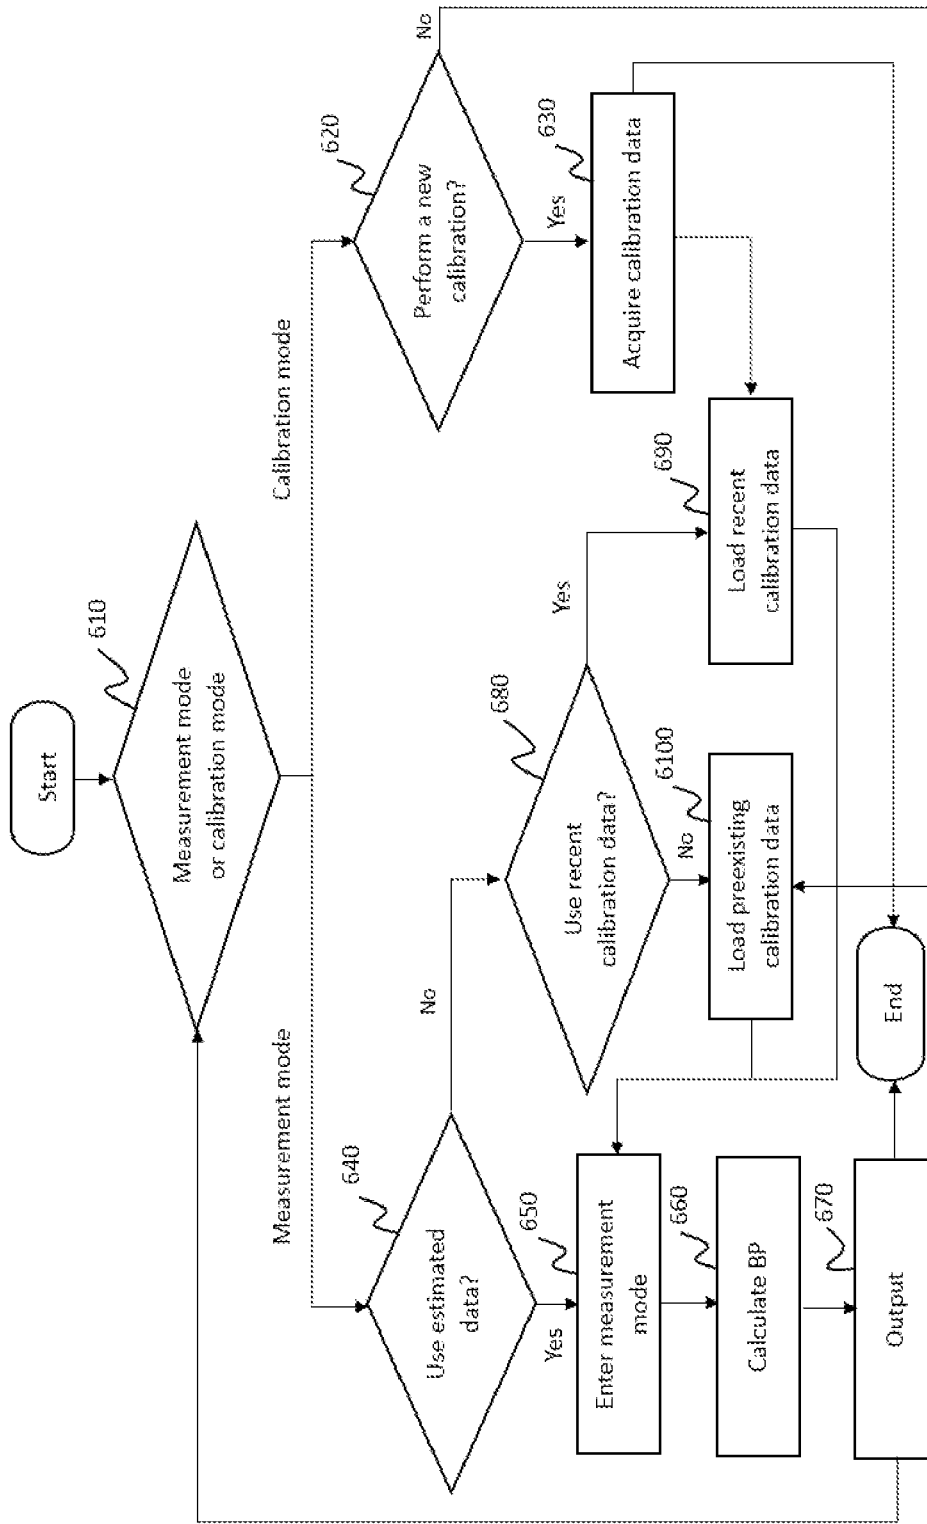 Start
610
Measurement mode
or calibration mode
Measurement mode
Calibration mode
640
Use estimated
data?
No
Yes
620
Perform a new
calibration?
No
Yes
630
Acquire calibration data
680
Use recent
calibration data?
Yes
No
650
Enter measurement
mode
6100
Load preexisting
calibration data
690
Load recent
calibration data
660
Calculate BP
670
Output
End